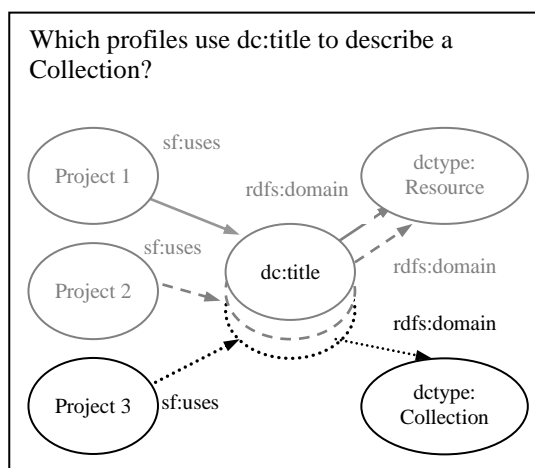 Which profiles use dc:title to describe a
Collection?
sf:uses
Project 1
rdfs:domain
dctype:
Resource
sf:uses
Project 2
dc:title
rdfs:domain
rdfs:domain
Project 3
sf:uses
dctype:
Collection